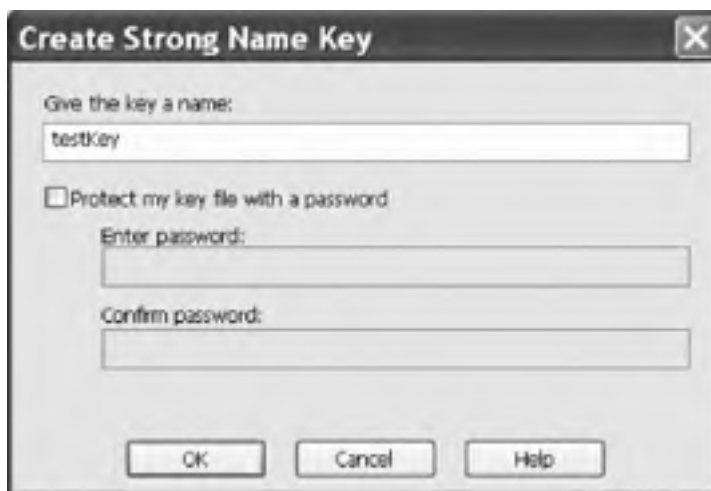 Create Strong Name Key
Give the key a name:
testKey
Protect my key file with a password
Enter password:
Confirm password:
OK Cancel Help